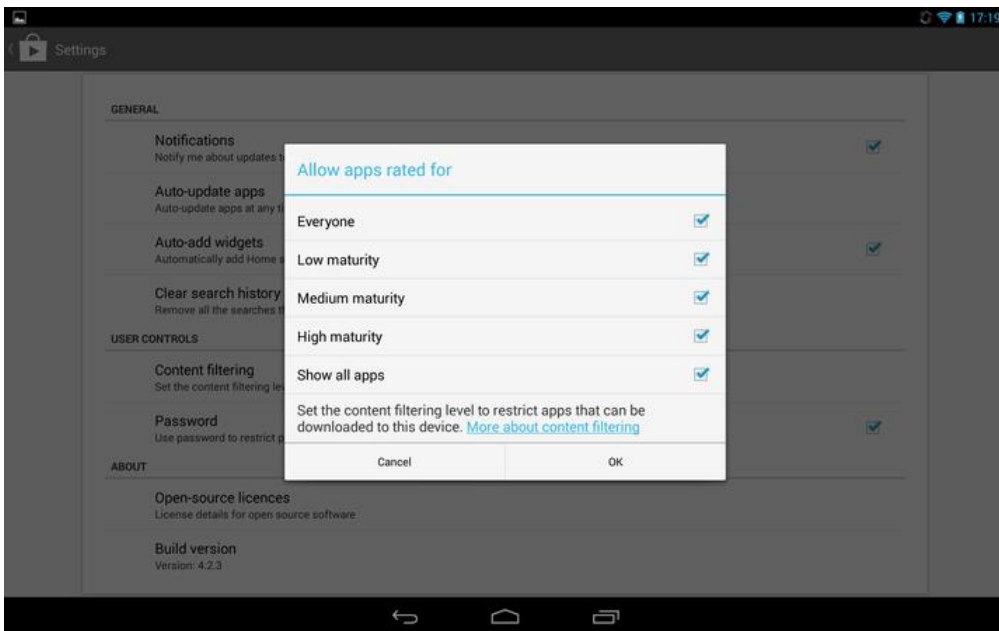 17:19
Settings
GENERAL
Notifications
Notify me about updates
Auto-update apps
Auto-update apps at any
Auto-add widgets
Automatically add Home
Clear search history
Remove all the searches
USER CONTROLS
Content filtering
Set the content filtering
Password
Use password to restrict
ABOUT
Open-source licences
License details for open source software
Build version
Version: 4.2.3
Allow apps rated for
Everyone
Low maturity
Medium maturity
High maturity
Show all apps
Set the content filtering level to restrict apps that can be
downloaded to this device. More about content filtering
Cancel OK